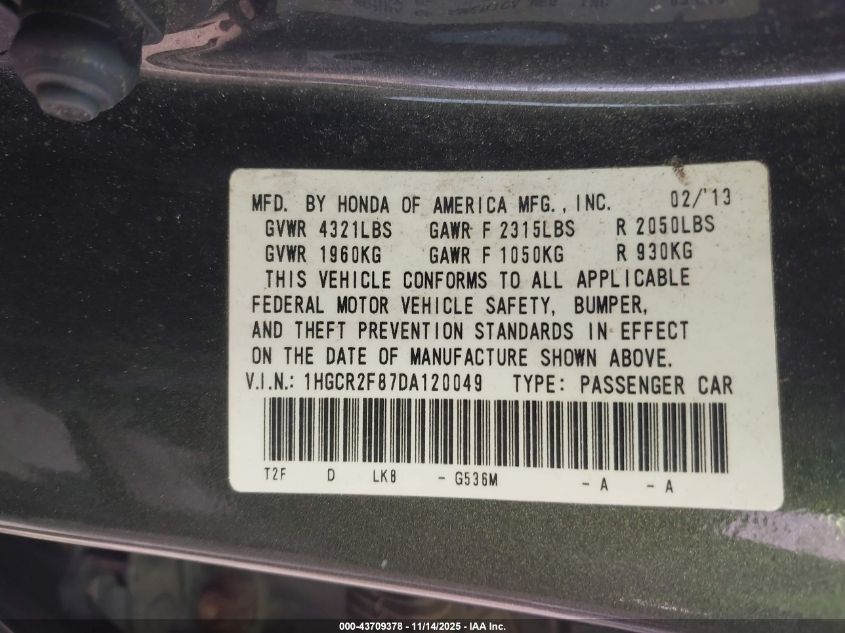 MFD. BY HONDA OF AMERICA MFG., INC. 02/'13
GVWR 4321LBS GAWR F 2315LBS R 2050LBS
GVWR 1960KG GAWR F 1050KG R 930KG
THIS VEHICLE CONFORMS TO ALL APPLICABLE
FEDERAL MOTOR VEHICLE SAFETY, BUMPER,
AND THEFT PREVENTION STANDARDS IN EFFECT
ON THE DATE OF MANUFACTURE SHOWN ABOVE.
V.I.N.: 1HGCR2F87DA120049 TYPE: PASSENGER CAR
T2F D LK8 - G536M - A - A
000-43709378 - 11/14/2025 - IAA Inc.